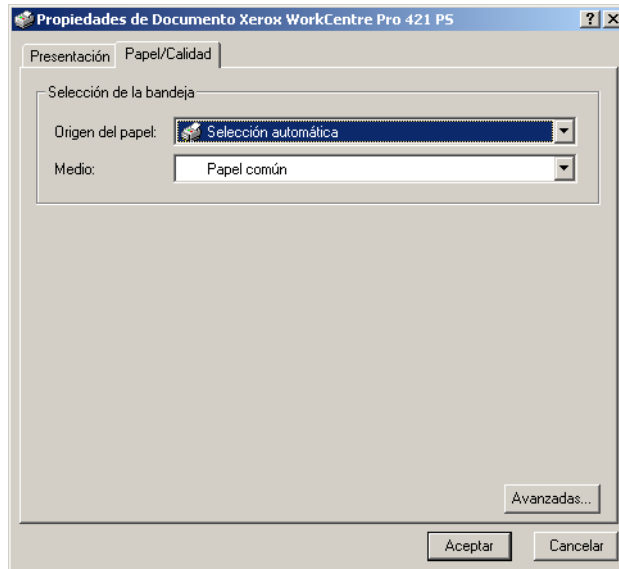 Propiedades de Documento Xerox WorkCentre Pro 421 PS
Presentación Papel/Calidad
Selección de la bandeja
Origen del papel: Selección automática
Medio: Papel común
Avanzadas...
Aceptar Cancelar